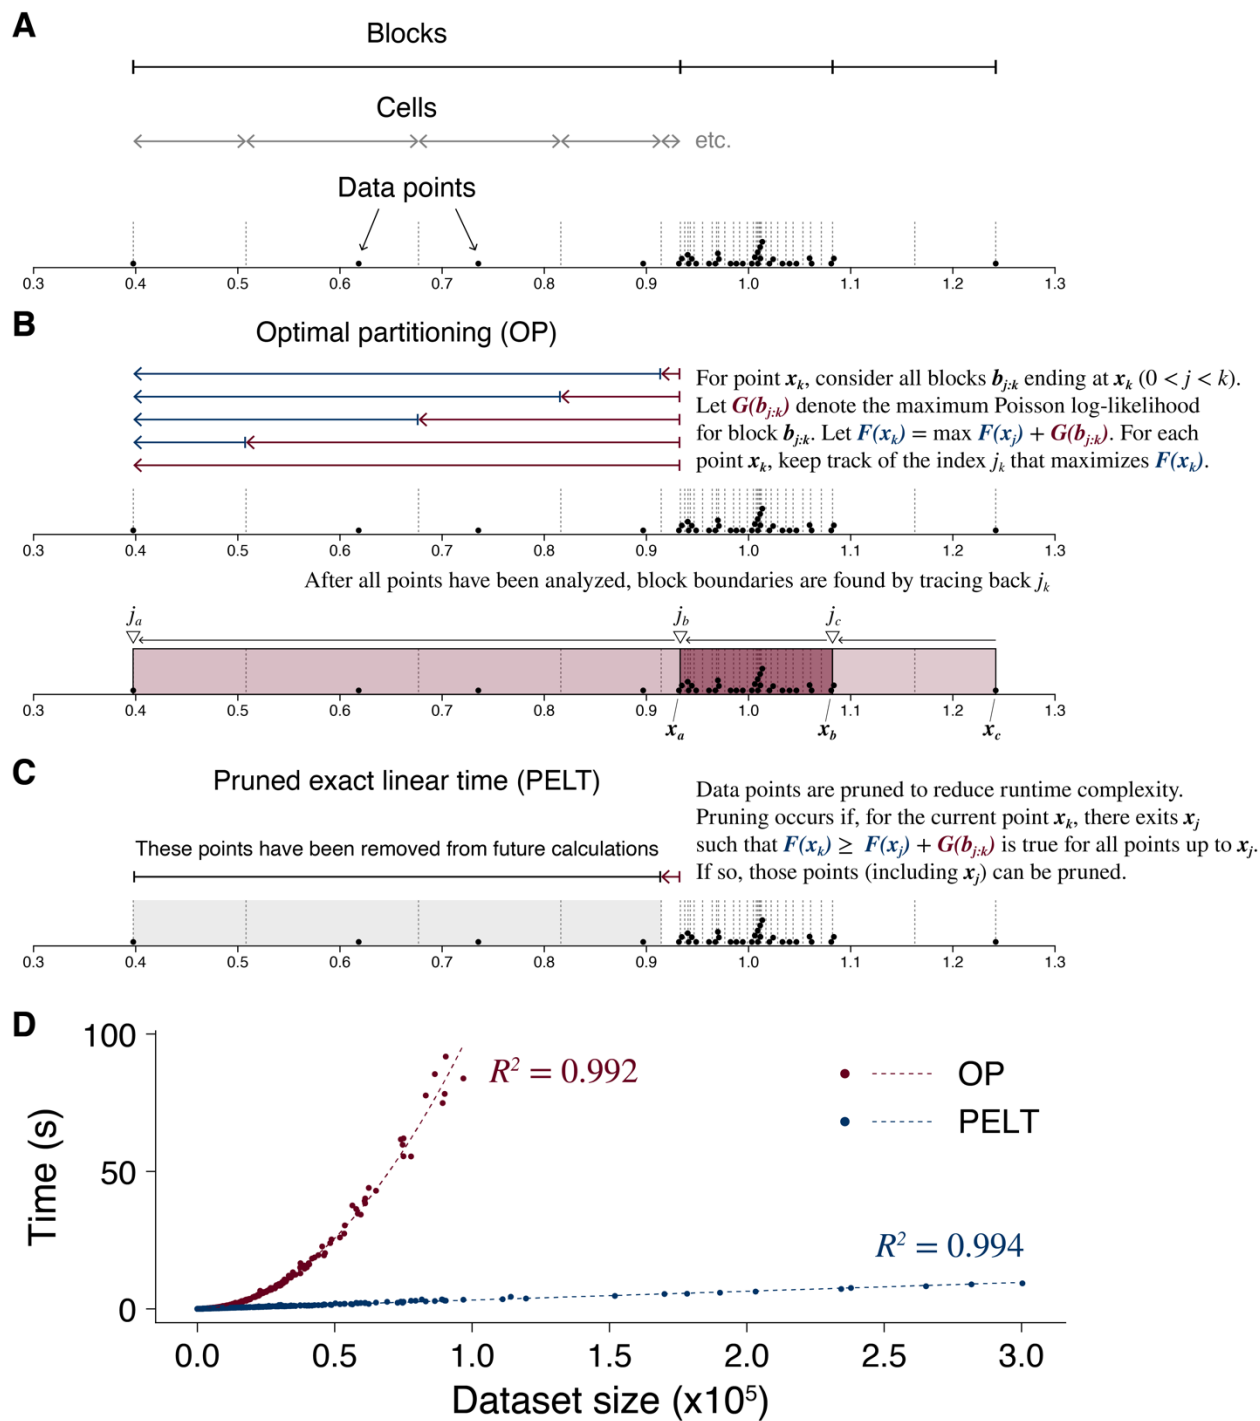 A
Blocks
Cells
etc.
Data points
0.3 0.4 0.5 0.6 0.7 0.8 0.9 1.0 1.1 1.2 1.3
B
Optimal partitioning (OP)
For point xₖ, consider all blocks b_{j:k} ending at xₖ (0 < j < k).
Let G(b_{j:k}) denote the maximum Poisson log-likelihood
for block b_{j:k}. Let F(xₖ) = max F(xⱼ) + G(b_{j:k}). For each
point xₖ, keep track of the index jₖ that maximizes F(xₖ).
0.3 0.4 0.5 0.6 0.7 0.8 0.9 1.0 1.1 1.2 1.3
After all points have been analyzed, block boundaries are found by tracing back jₖ
j_a j_b j_c
0.3 0.4 0.5 0.6 0.7 0.8 0.9 1.0 1.1 1.2 1.3
x_a x_b x_c
C
Pruned exact linear time (PELT)
Data points are pruned to reduce runtime complexity.
Pruning occurs if, for the current point xₖ, there exits xⱼ
such that F(xₖ) ≥ F(xⱼ) + G(b_{j:k}) is true for all points up to xⱼ.
If so, those points (including xⱼ) can be pruned.
These points have been removed from future calculations
0.3 0.4 0.5 0.6 0.7 0.8 0.9 1.0 1.1 1.2 1.3
D
100
50
0
Time (s)
R² = 0.992
OP
PELT
R² = 0.994
0.0 0.5 1.0 1.5 2.0 2.5 3.0
Dataset size (x10⁵)